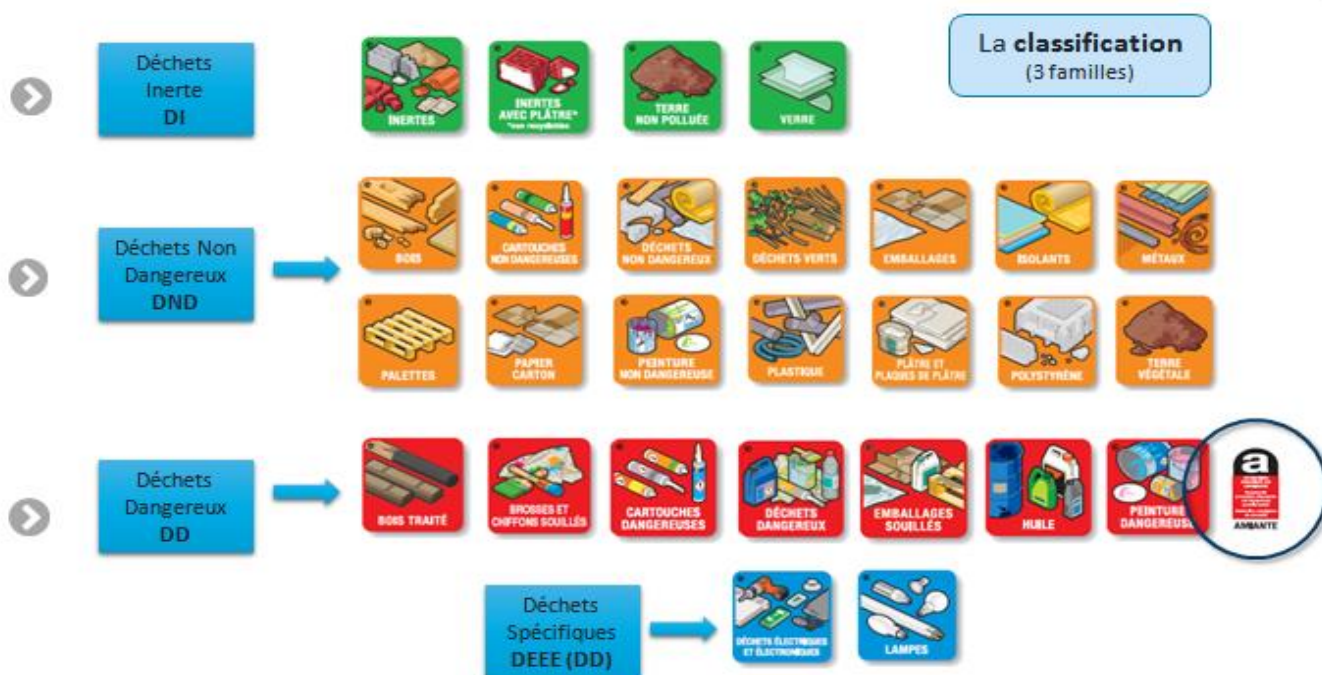 La classification
(3 familles)
Déchets
Inerte
DI
INERTES
INERTES
AVEC PLÂTRE*
*non recyclables
TERRE
NON POLLUÉE
VERRE
Déchets Non
Dangereux
DND
BOIS
CARTOUCHES
NON DANGEREUSES
DÉCHETS
NON DANGEREUX
DÉCHETS VERTS
EMBALLAGES
ISOLANTS
MÉTAUX
PALETTES
PAPIER
CARTON
PEINTURE
NON DANGEREUSE
PLASTIQUE
PLÂTRE ET
PLAQUES DE PLÂTRE
POLYSTYRÈNE
TERRE
VÉGÉTALE
Déchets
Dangereux
DD
BOIS TRAITÉ
BROSSES ET
CHIFFONS SOUILLÉS
CARTOUCHES
DANGEREUSES
DÉCHETS
DANGEREUX
EMBALLAGES
SOUILLÉS
HUILE
PEINTURE
DANGEREUSE
a
AMIANTE
Déchets
Spécifiques
DEEE (DD)
DÉCHETS ÉLECTRIQUES
ET ÉLECTRONIQUES
LAMPES